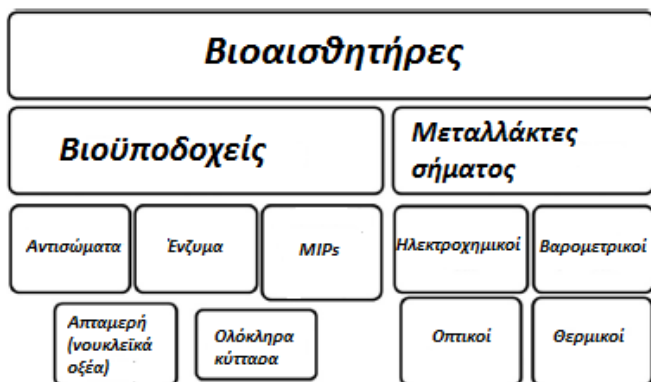 Βιοαισθητήρες
Βιοϋποδοχείς
Μεταλλάκτες
σήματος
Αντισώματα
Ένζυμα
MIPs
Ηλεκτροχημικοί
Βαρομετρικοί
Απταμερή
(νουκλεϊκά
οξέα)
Ολόκληρα
κύτταρα
Οπτικοί
Θερμικοί